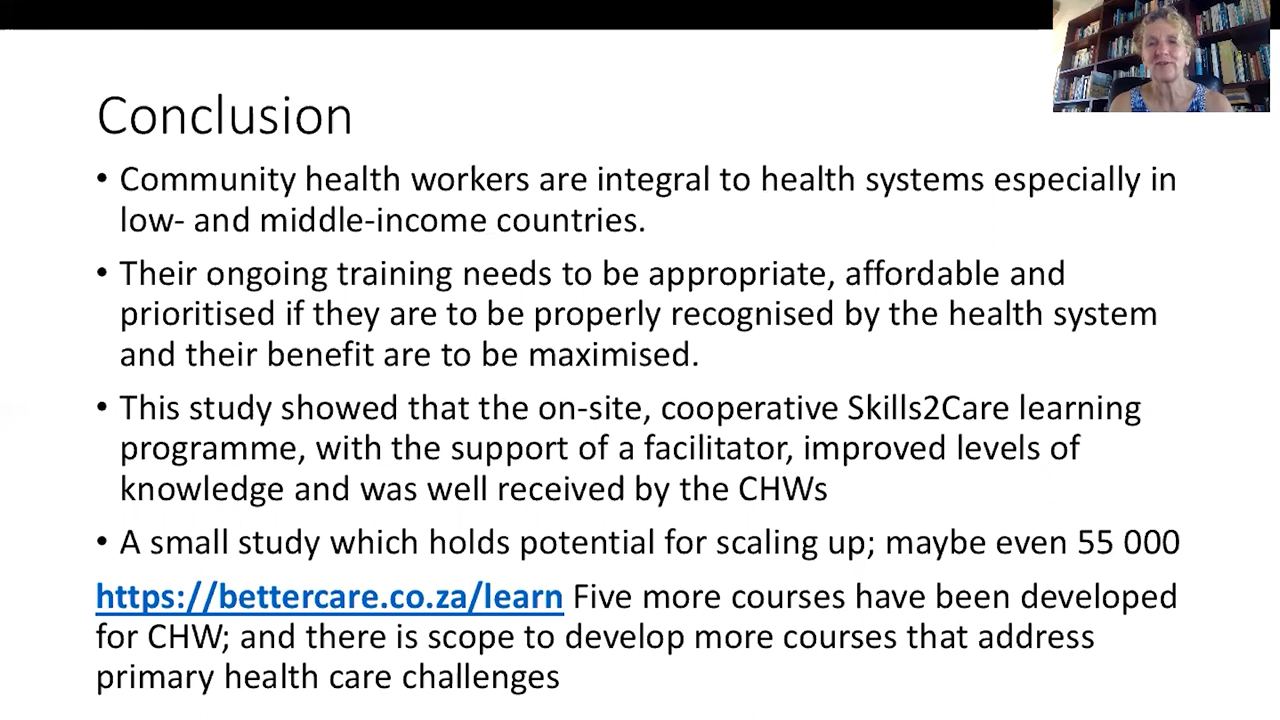 Conclusion
• Community health workers are integral to health systems especially in
low- and middle-income countries.
• Their ongoing training needs to be appropriate, affordable and
prioritised if they are to be properly recognised by the health system
and their benefit are to be maximised.
• This study showed that the on-site, cooperative Skills2Care learning
programme, with the support of a facilitator, improved levels of
knowledge and was well received by the CHWs
• A small study which holds potential for scaling up; maybe even 55 000
https://bettercare.co.za/learn Five more courses have been developed
for CHW; and there is scope to develop more courses that address
primary health care challenges